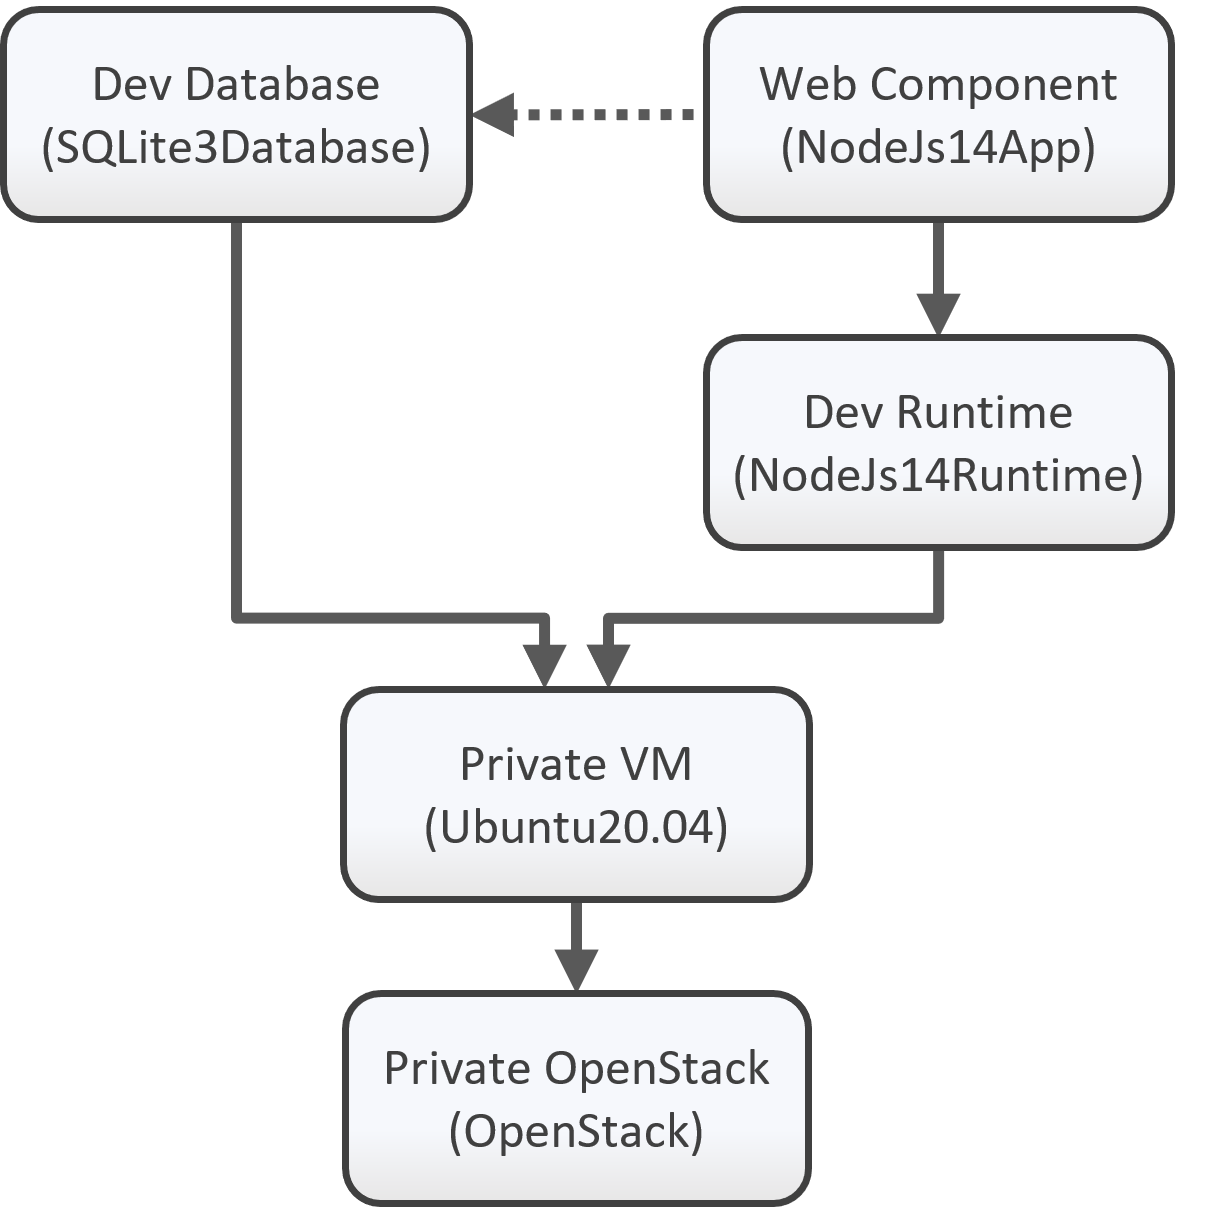 Dev Database
(SQLite3Database)
Web Component
(NodeJs14App)
Dev Runtime
(NodeJs14Runtime)
Private VM
(Ubuntu20.04)
Private OpenStack
(OpenStack)